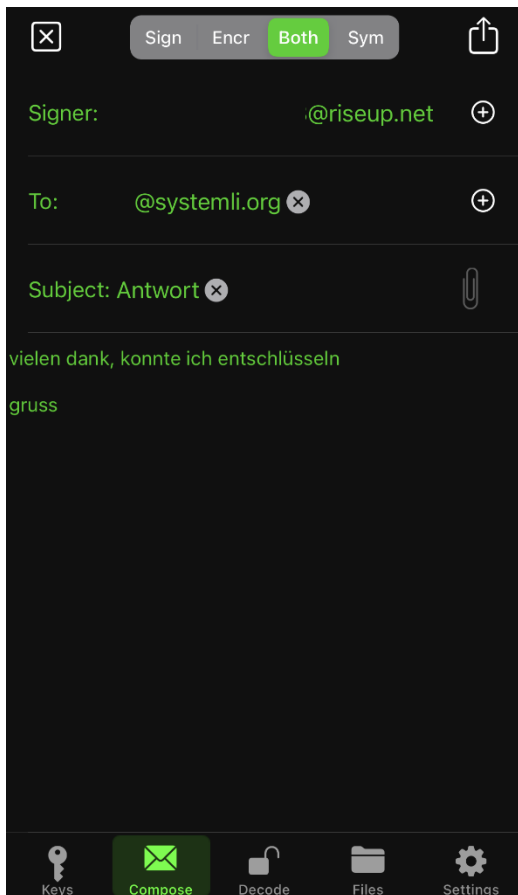 Sign Encr Both Sym
Signer: @riseup.net
To: @systemli.org
Subject: Antwort
vielen dank, konnte ich entschlüsseln
gruss
Keys Compose Decode Files Settings